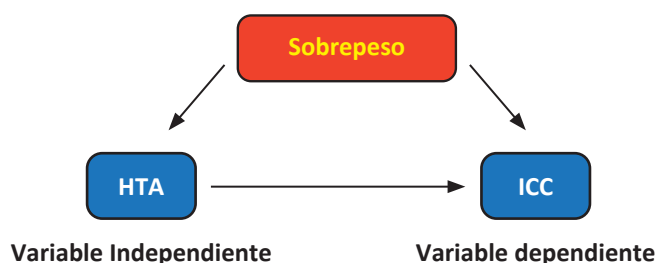 Sobrepeso
HTA
ICC
Variable Independiente
Variable dependiente